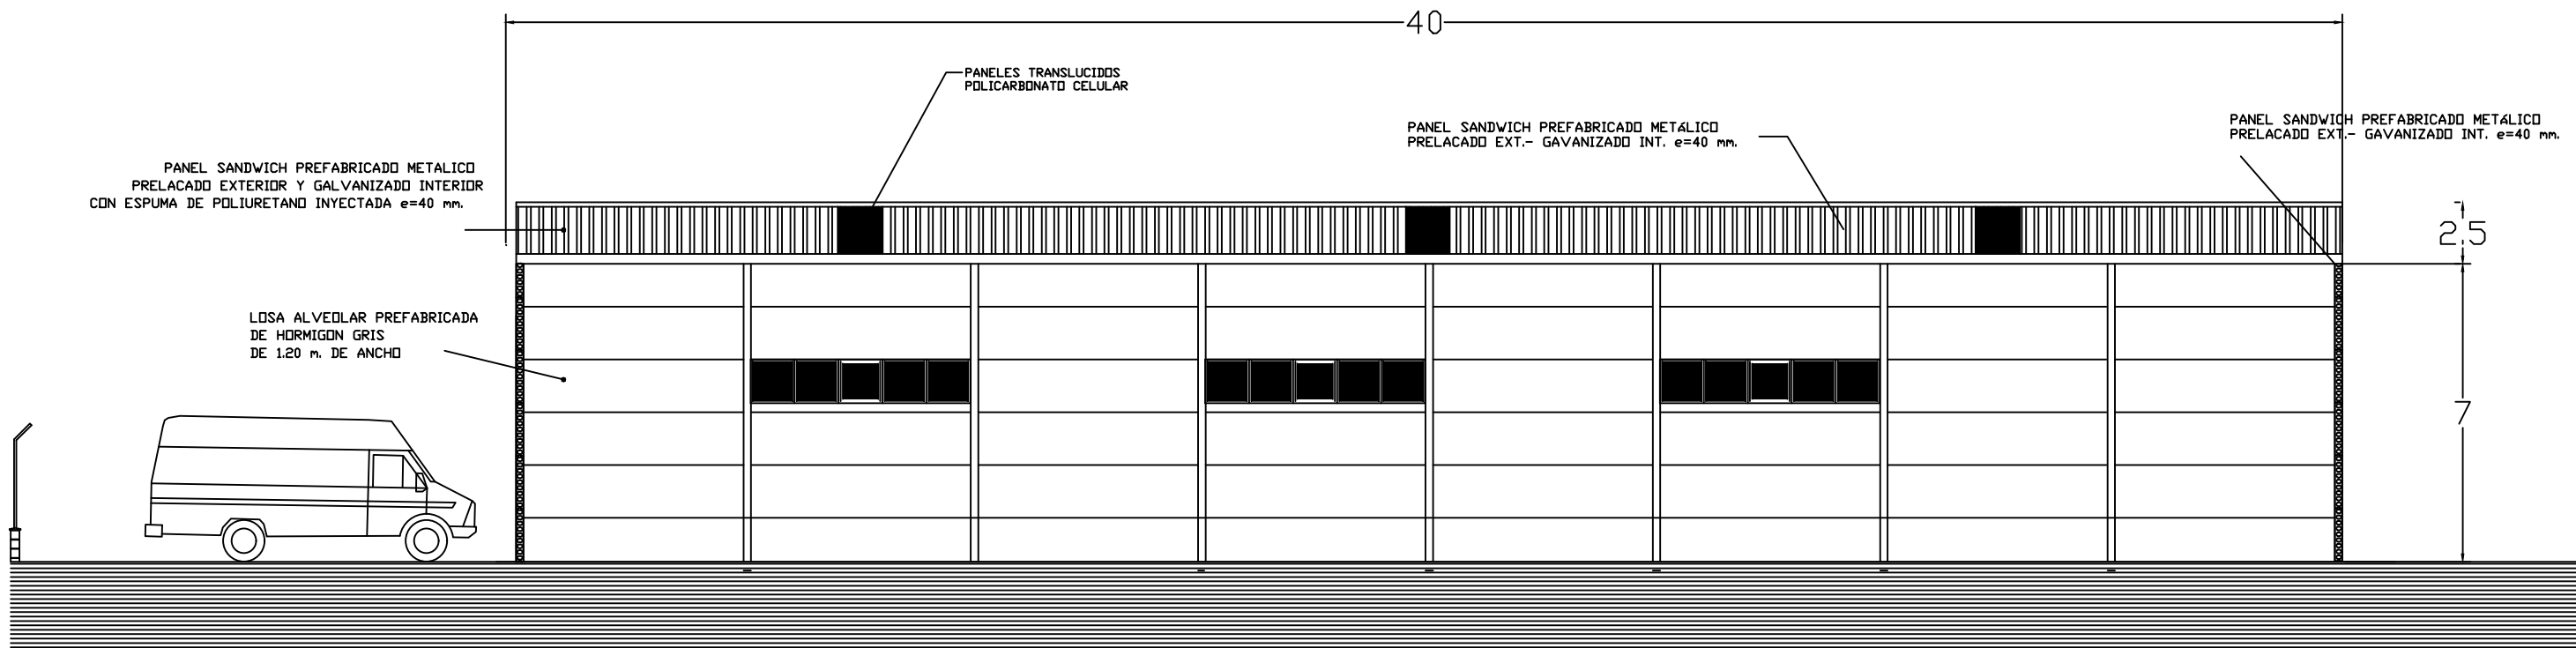 40
PANELES TRANSLUCIDOS
POLICARBONATO CELULAR
PANEL SANDWICH PREFABRICADO METáLICO
PRELACADO EXT.- GAVANIZADO INT. e=40 mm.
PANEL SANDWICH PREFABRICADO METáLICO
PRELACADO EXT.- GAVANIZADO INT. e=40 mm.
PANEL SANDWICH PREFABRICADO METALICO
PRELACADO EXTERIOR Y GALVANIZADO INTERIOR
CON ESPUMA DE POLIURETANO INYECTADA e=40 mm.
2.5
LOSA ALVEOLAR PREFABRICADA
DE HORMIGON GRIS
DE 1.20 m. DE ANCHO
7